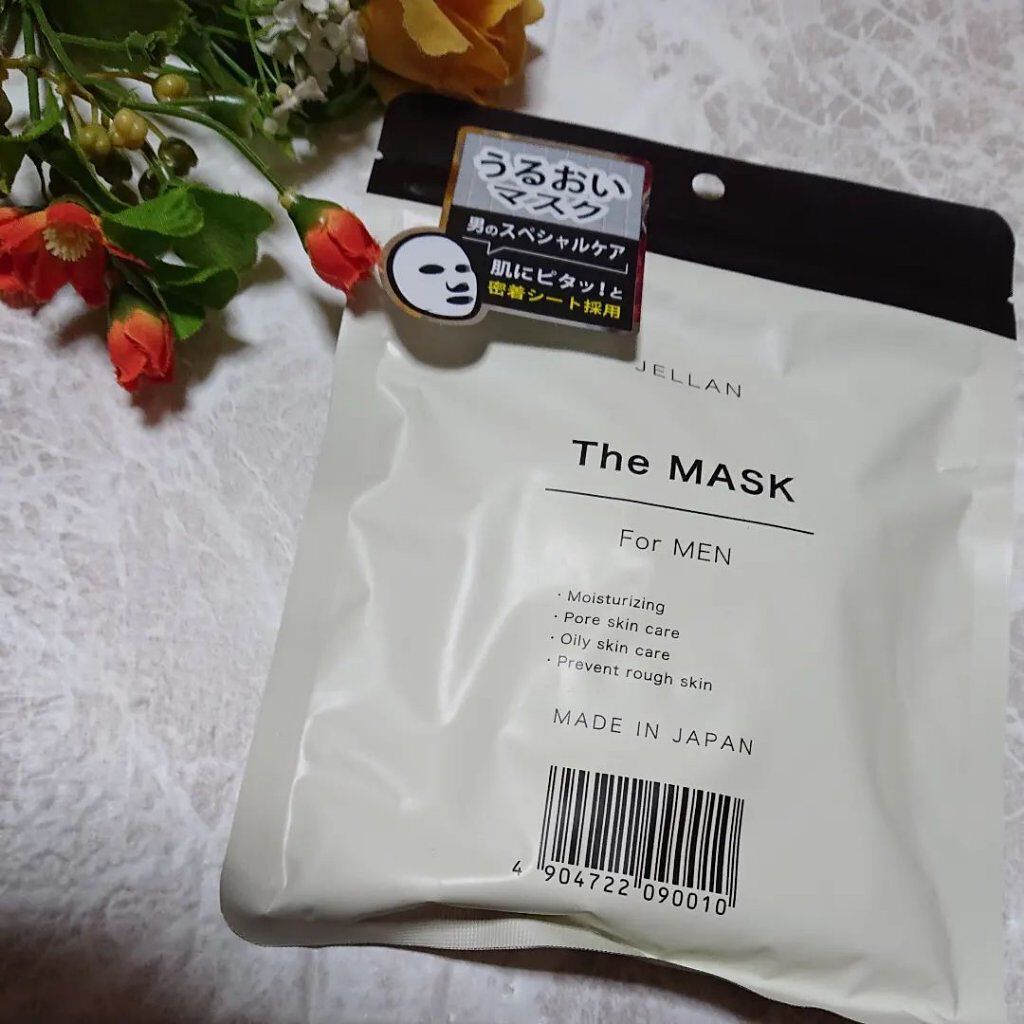 うるおい
マスク
男のスペシャルケア
肌にピタッ!と
密着シート採用
JELLAN
The MASK
For MEN
・Moisturizing
・Pore skin care
・Oily skin care
・Prevent rough skin
MADE IN JAPAN
4 904722 090010